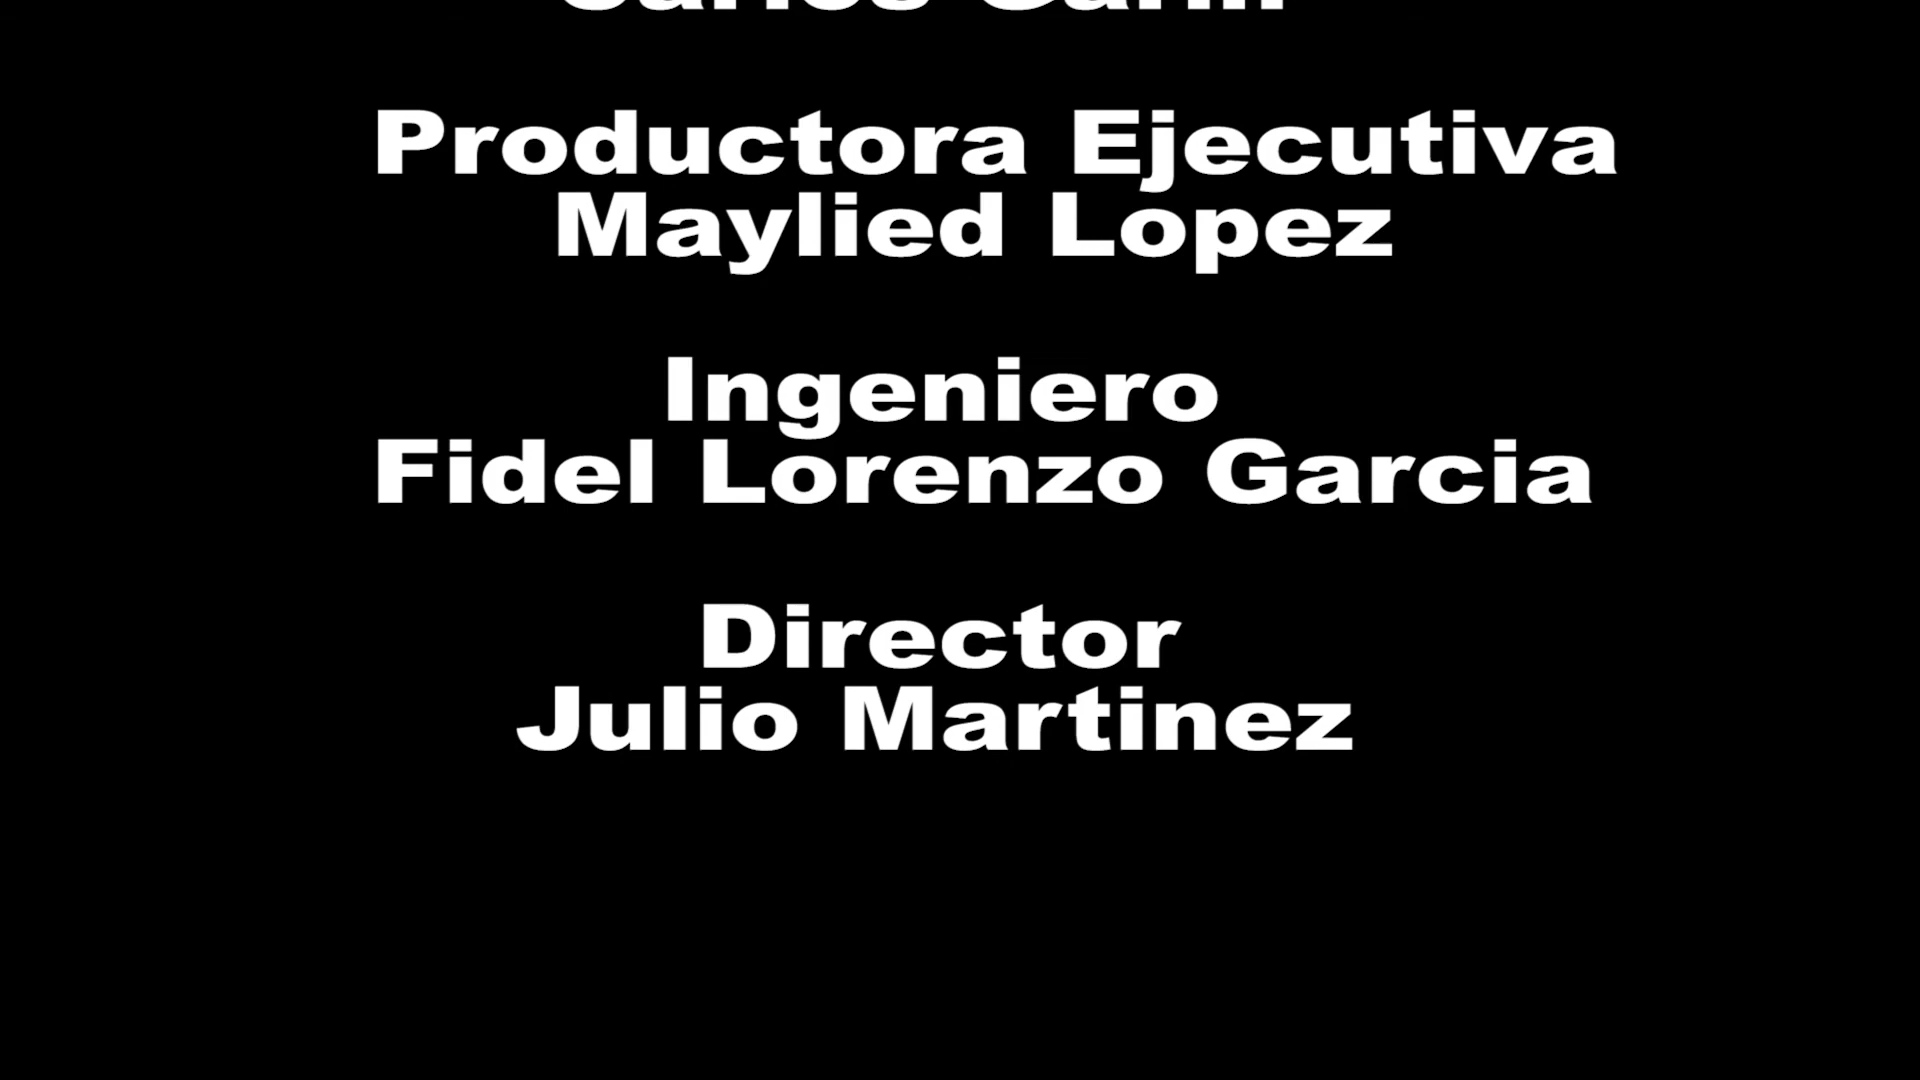 Productora Ejecutiva
Maylied Lopez
Ingeniero
Fidel Lorenzo Garcia
Director
Julio Martinez